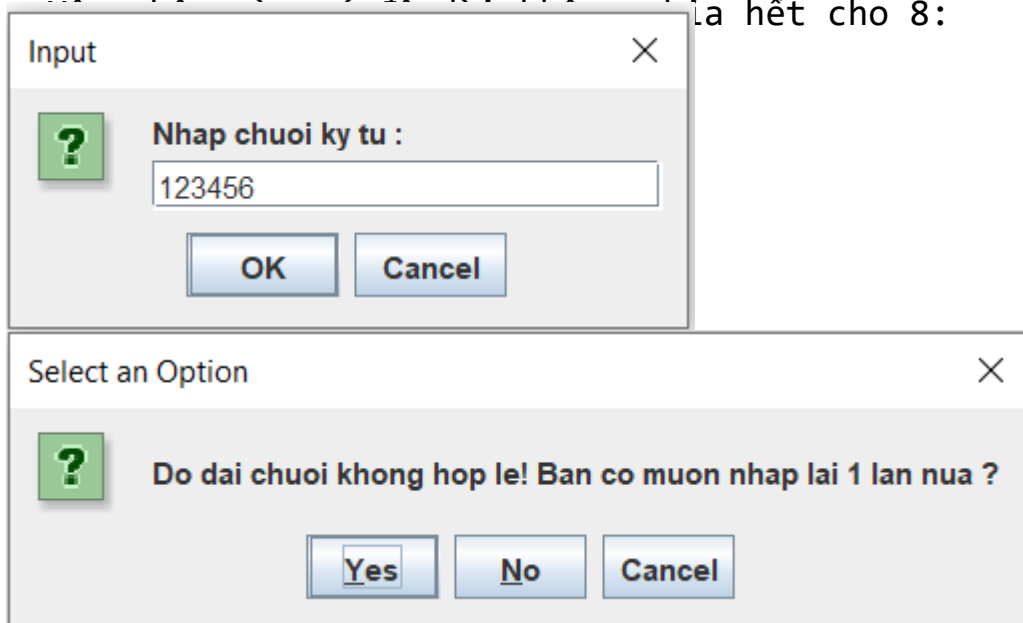 hết cho 8:
Input
Nhap chuoi ky tu :
123456
OK Cancel
Select an Option
Do dai chuoi khong hop le! Ban co muon nhap lai 1 lan nua ?
Yes No Cancel